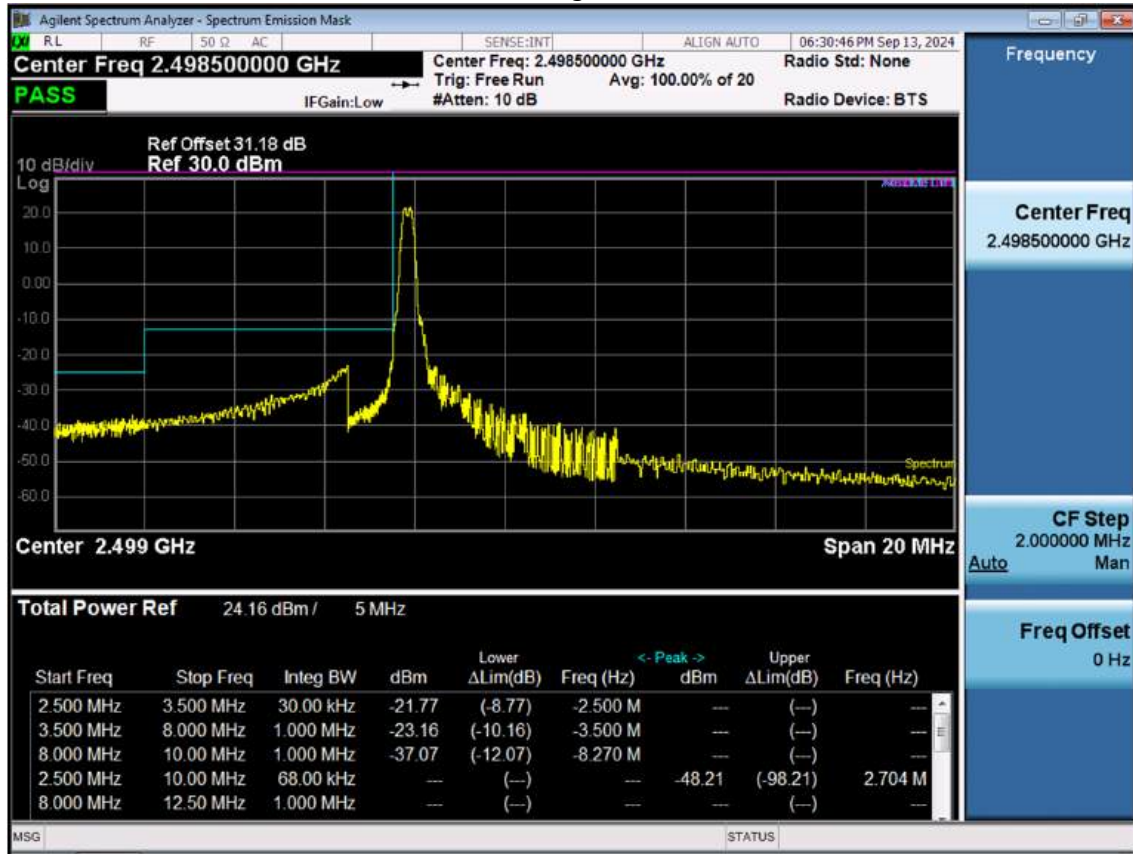 Agilent Spectrum Analyzer - Spectrum Emission Mask
RL RF 50 Ω AC SENSE:INT ALIGN AUTO 06:30:46 PM Sep 13, 2024
Center Freq 2.498500000 GHz Center Freq: 2.498500000 GHz Radio Std: None
Trig: Free Run Avg: 100.00% of 20
PASS IFGain:Low #Atten: 10 dB Radio Device: BTS
Ref Offset 31.18 dB
10 dB/div Ref 30.0 dBm
Log
Absolute Limit
20.0
10.0
0.00
-10.0
-20.0
-30.0
-40.0
-50.0
Spectrum
-60.0
Center 2.499 GHz Span 20 MHz
Total Power Ref 24.16 dBm / 5 MHz
Lower <- Peak -> Upper
Start Freq Stop Freq Integ BW dBm ΔLim(dB) Freq (Hz) dBm ΔLim(dB) Freq (Hz)
2.500 MHz 3.500 MHz 30.00 kHz -21.77 (-8.77) -2.500 M --- (---) ---
3.500 MHz 8.000 MHz 1.000 MHz -23.16 (-10.16) -3.500 M --- (---) ---
8.000 MHz 10.00 MHz 1.000 MHz -37.07 (-12.07) -8.270 M --- (---) ---
2.500 MHz 10.00 MHz 68.00 kHz --- (---) --- -48.21 (-98.21) 2.704 M
8.000 MHz 12.50 MHz 1.000 MHz --- (---) --- --- (---) ---
MSG STATUS
Frequency
Center Freq
2.498500000 GHz
CF Step
2.000000 MHz
Auto Man
Freq Offset
0 Hz